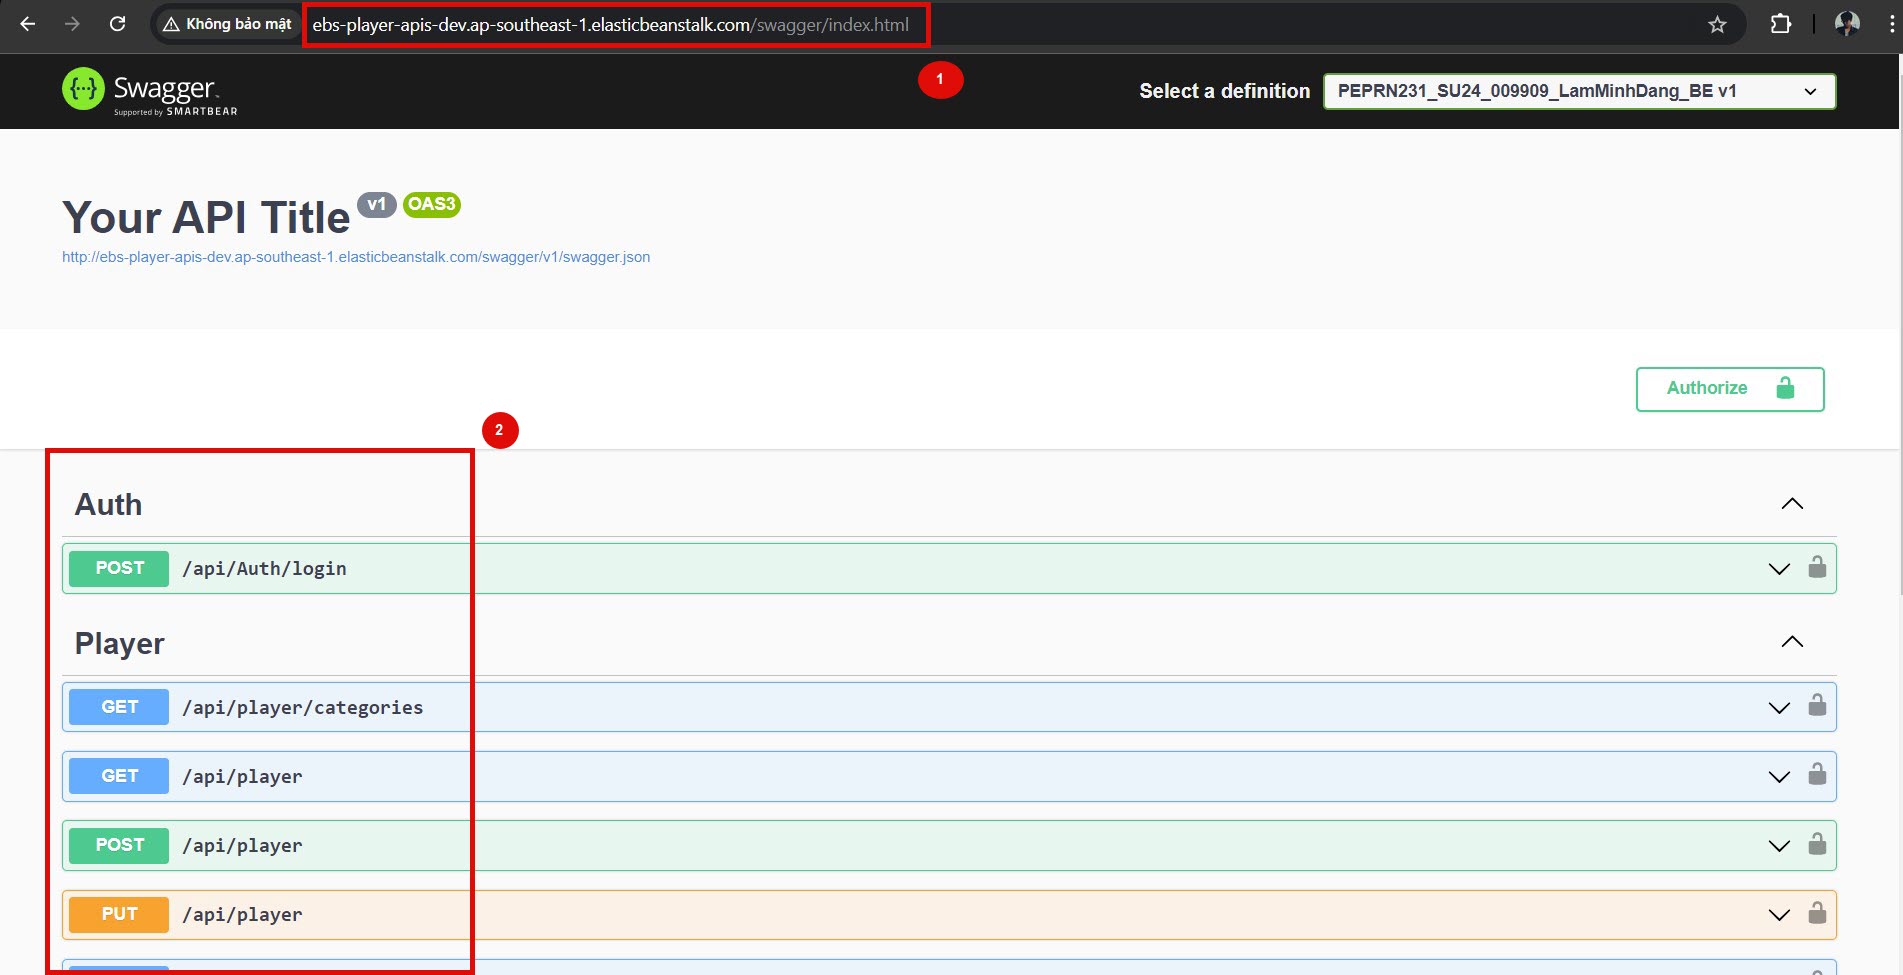 Không bảo mật
ebs-player-apis-dev.ap-southeast-1.elasticbeanstalk.com/swagger/index.html
1
Swagger
Supported by SMARTBEAR
Select a definition
PEPRN231_SU24_009909_LamMinhDang_BE v1
Your API Title v1 OAS3
http://ebs-player-apis-dev.ap-southeast-1.elasticbeanstalk.com/swagger/v1/swagger.json
Authorize
2
Auth
POST /api/Auth/login
Player
GET /api/player/categories
GET /api/player
POST /api/player
PUT /api/player